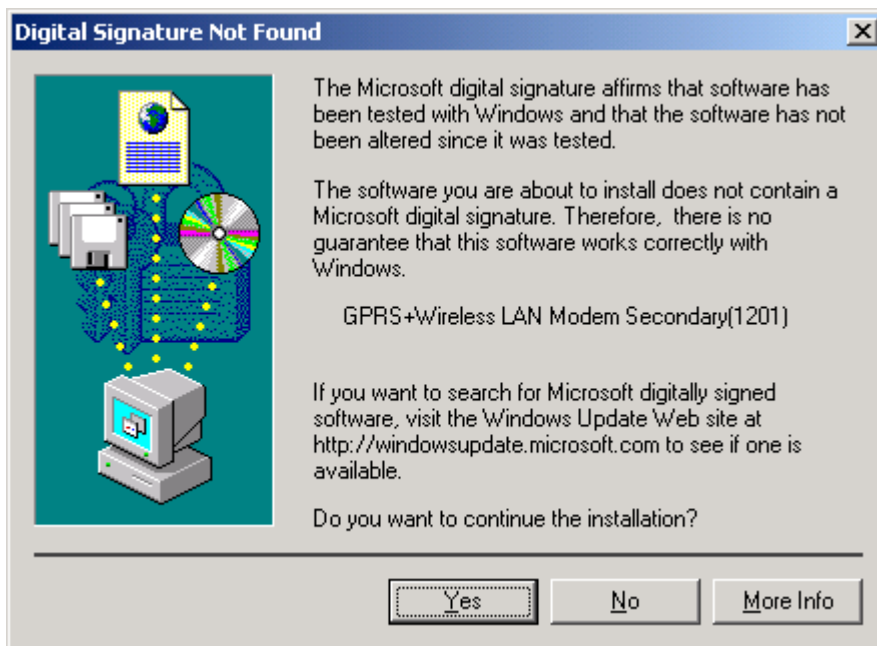 Digital Signature Not Found
The Microsoft digital signature affirms that software has
been tested with Windows and that the software has not
been altered since it was tested.
The software you are about to install does not contain a
Microsoft digital signature. Therefore,  there is no
guarantee that this software works correctly with
Windows.
GPRS+Wireless LAN Modem Secondary(1201)
If you want to search for Microsoft digitally signed
software, visit the Windows Update Web site at
http://windowsupdate.microsoft.com to see if one is
available.
Do you want to continue the installation?
Yes
No
More Info